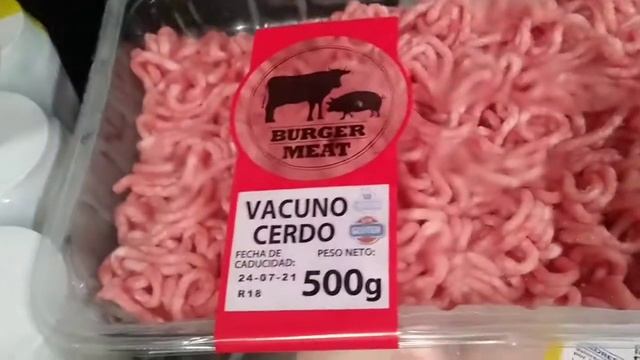 BURGER
MEAT
VACUNO
CERDO
FECHA DE
CADUCIDAD:
24-07-21
R18
PESO NETO:
500g